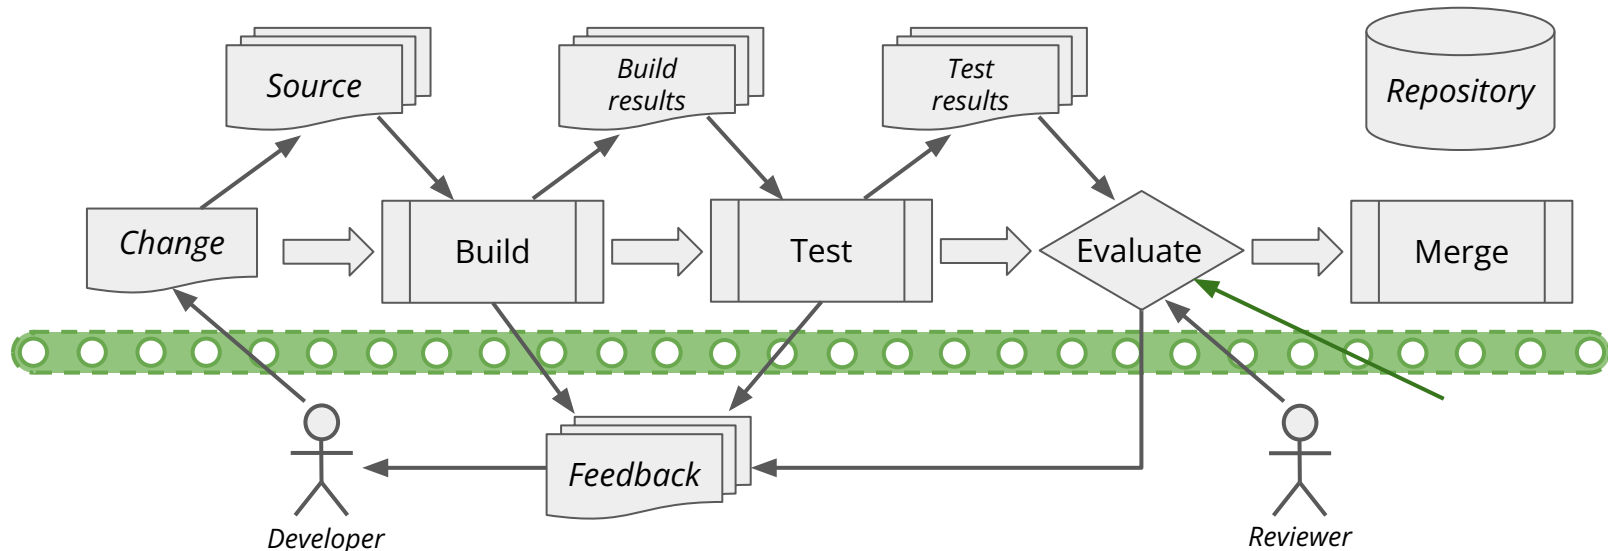 Source
Build
results
Test
results
Repository
Change
Build
Test
Evaluate
Merge
Feedback
Developer
Reviewer